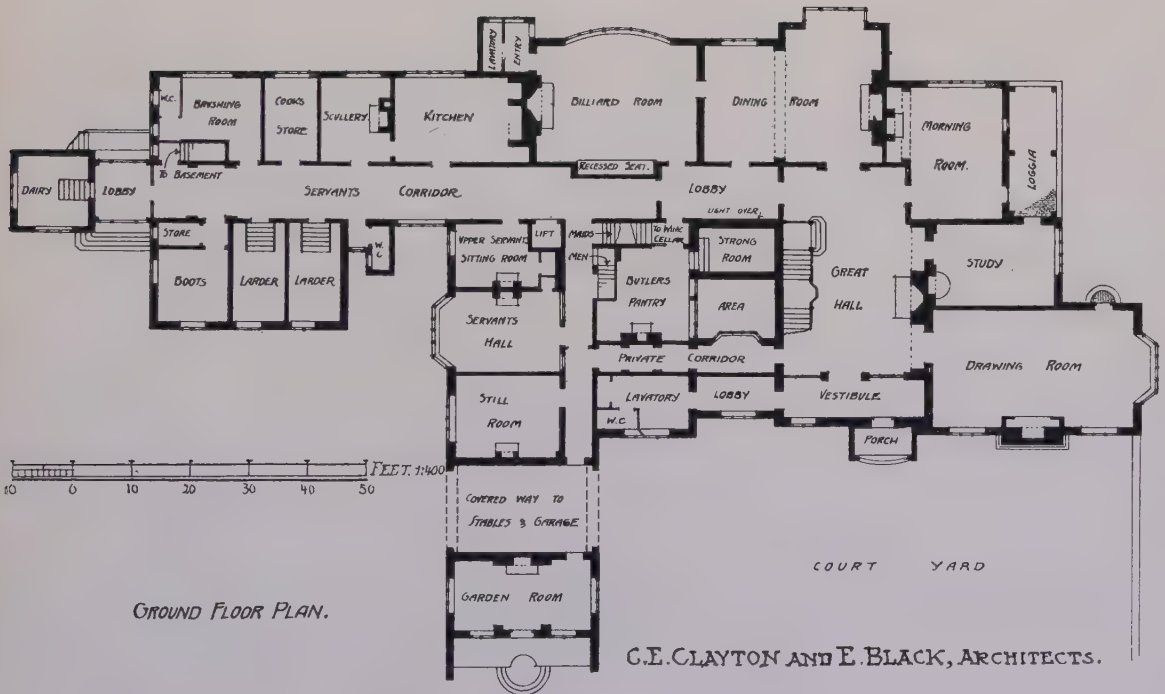 LAVATORY
ENTRY
W.C.
BRUSHING
ROOM
COOKS
STORE
SCULLERY
KITCHEN
BILLIARD ROOM
DINING ROOM
MORNING
ROOM.
LOGGIA
TO BASEMENT
RECESSED SEAT.
DAIRY
LOBBY
SERVANTS CORRIDOR
LOBBY
LIGHT OVER
STORE
BOOTS
LARDER
LARDER
W.
C
UPPER SERVANTS
SITTING ROOM
LIFT
MAIDS
MEN
TO WINE
CELLAR
STRONG
ROOM
BUTLERS
PANTRY
AREA
GREAT
HALL
STUDY
SERVANTS
HALL
PRIVATE CORRIDOR
DRAWING ROOM
STILL
ROOM
LAVATORY
W.C
LOBBY
VESTIBULE
PORCH
FEET. 1:400
10 0 10 20 30 40 50
COVERED WAY TO
STABLES & GARAGE
COURT YARD
GARDEN ROOM
GROUND FLOOR PLAN.
C.E.CLAYTON AND E.BLACK, ARCHITECTS.